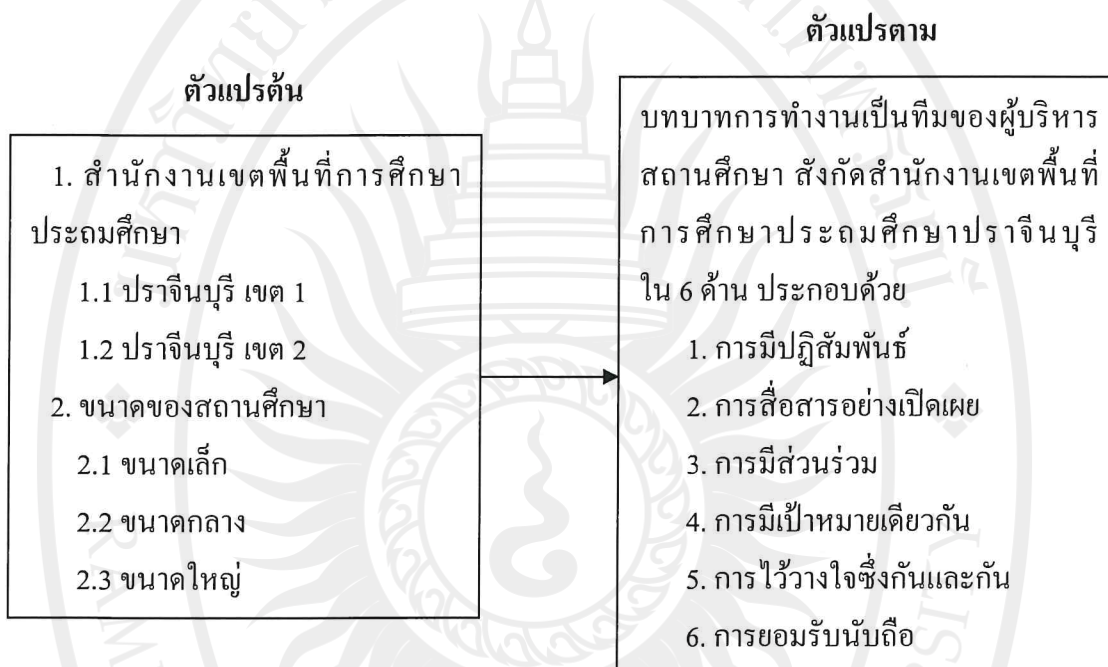 ตัวแปรต้น
1. สำนักงานเขตพื้นที่การศึกษา
ประถมศึกษา
1.1 ปราจีนบุรี เขต 1
1.2 ปราจีนบุรี เขต 2
2. ขนาดของสถานศึกษา
2.1 ขนาดเล็ก
2.2 ขนาดกลาง
2.3 ขนาดใหญ่
ตัวแปรตาม
บทบาทการทำงานเป็นทีมของผู้บริหาร
สถานศึกษา สังกัดสำนักงานเขตพื้นที่
การศึกษาประถมศึกษาปราจีนบุรี
ใน 6 ด้าน ประกอบด้วย
1. การมีปฏิสัมพันธ์
2. การสื่อสารอย่างเปิดเผย
3. การมีส่วนร่วม
4. การมีเป้าหมายเดียวกัน
5. การไว้วางใจซึ่งกันและกัน
6. การยอมรับนับถือ